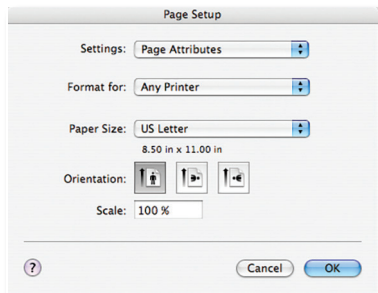 Page Setup
Settings: Page Attributes
Format for: Any Printer
Paper Size: US Letter
8.50 in x 11.00 in
Orientation:
Scale: 100 %
? Cancel OK